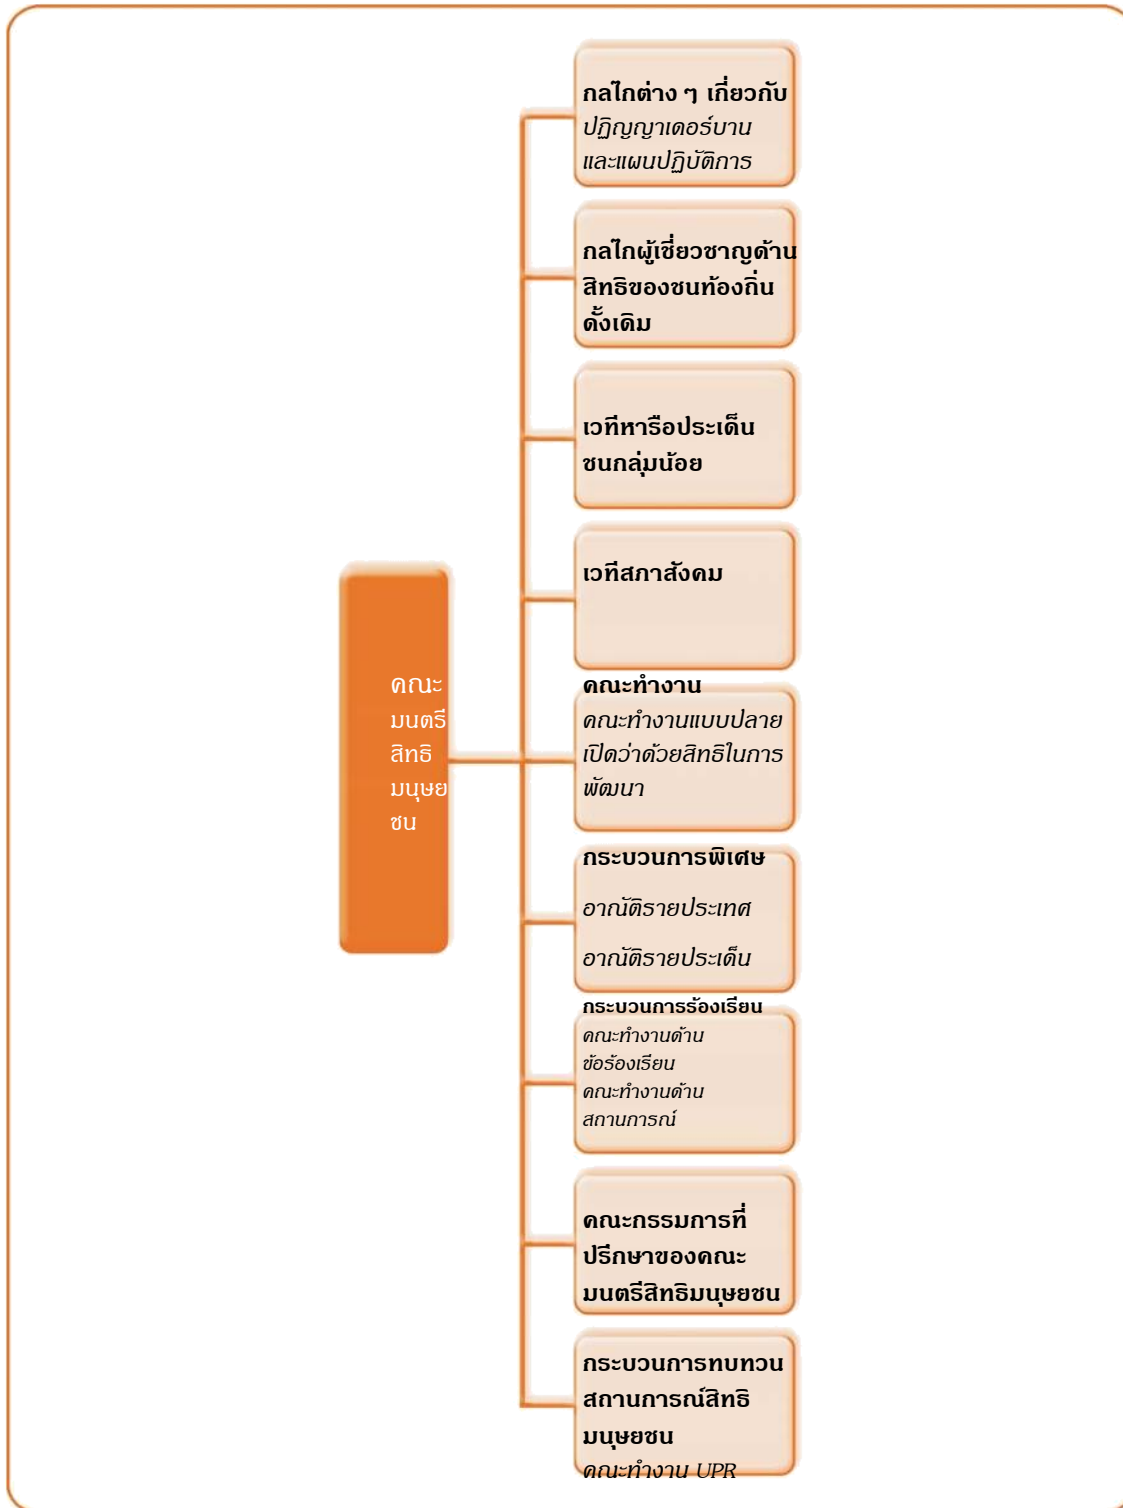 คณะ
มนตรี
สิทธิ
มนุษย
ชน
กลไกต่าง ๆ เกี่ยวกับ
ปฏิญญาเดอร์บาน
และแผนปฏิบัติการ
กลไกผู้เชี่ยวชาญด้าน
สิทธิของชนท้องถิ่น
ดั้งเดิม
เวทีหารือประเด็น
ชนกลุ่มน้อย
เวทีสภาสังคม
คณะทำงาน
คณะทำงานแบบปลาย
เปิดว่าด้วยสิทธิในการ
พัฒนา
กระบวนการพิเศษ
อาณัติรายประเทศ
อาณัติรายประเด็น
กระบวนการร้องเรียน
คณะทำงานด้าน
ข้อร้องเรียน
คณะทำงานด้าน
สถานการณ์
คณะกรรมการที่
ปรึกษาของคณะ
มนตรีสิทธิมนุษยชน
กระบวนการทบทวน
สถานการณ์สิทธิ
มนุษยชน
คณะทำงาน UPR